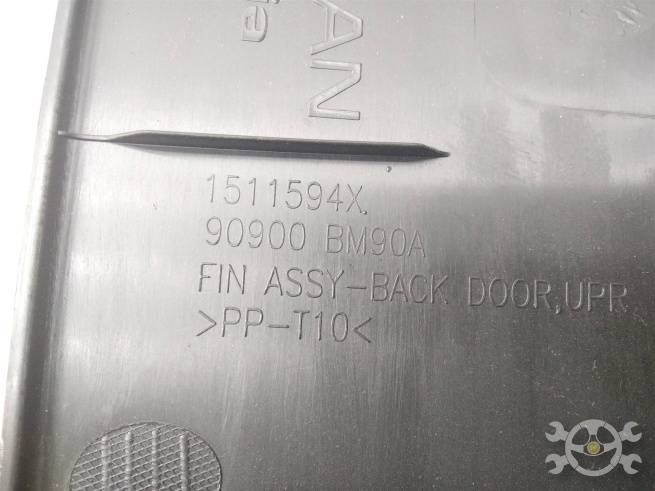 1511594X.
90900 BM90A
FIN ASSY-BACK DOOR,UPR
>PP-T10<